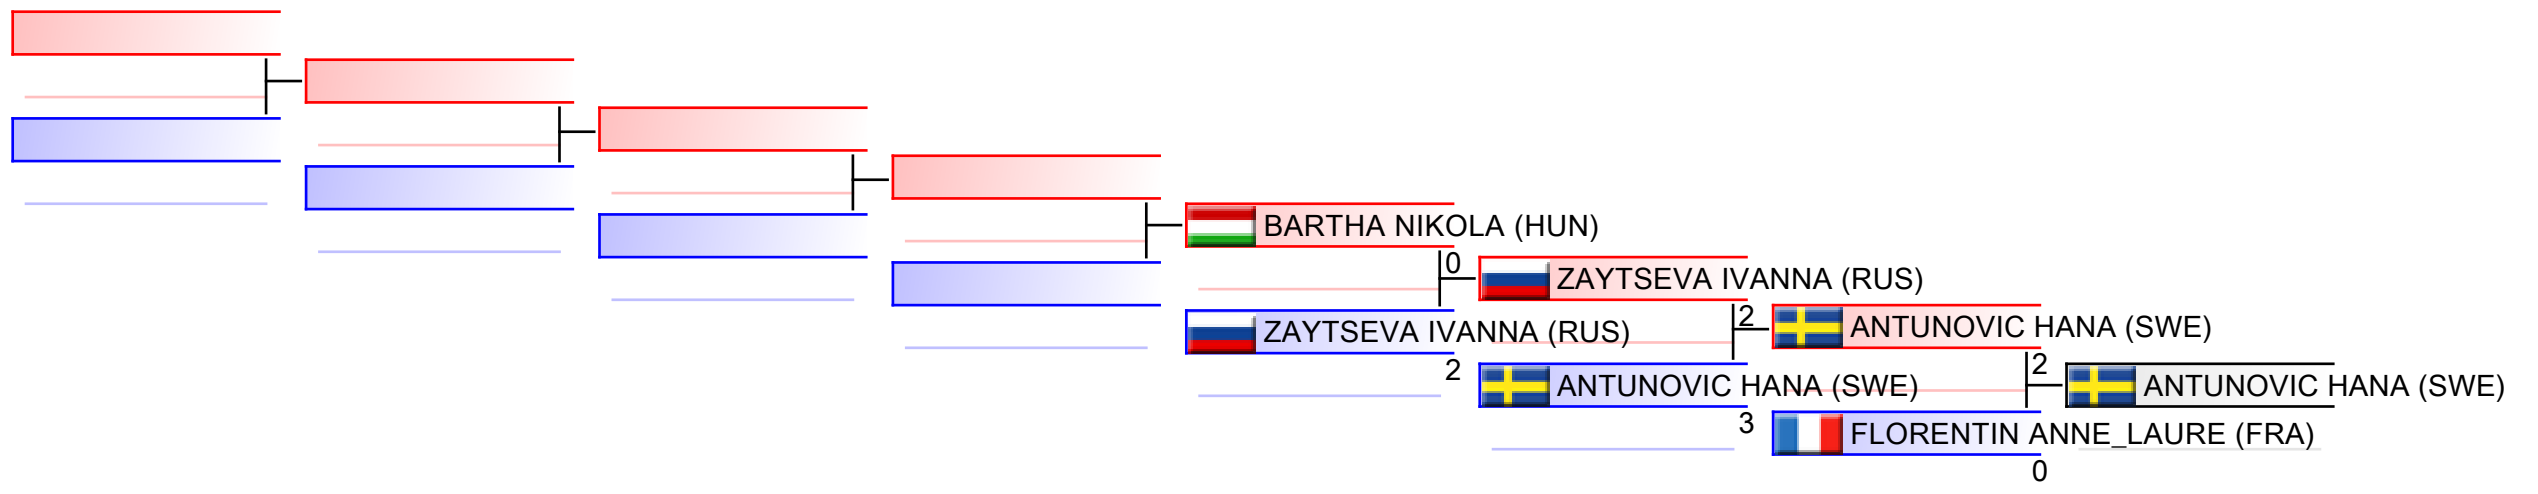 BARTHA NIKOLA (HUN)
0
ZAYTSEVA IVANNA (RUS)
2
ZAYTSEVA IVANNA (RUS)
2
ANTUNOVIC HANA (SWE)
3
ANTUNOVIC HANA (SWE)
2
FLORENTIN ANNE_LAURE (FRA)
0
ANTUNOVIC HANA (SWE)